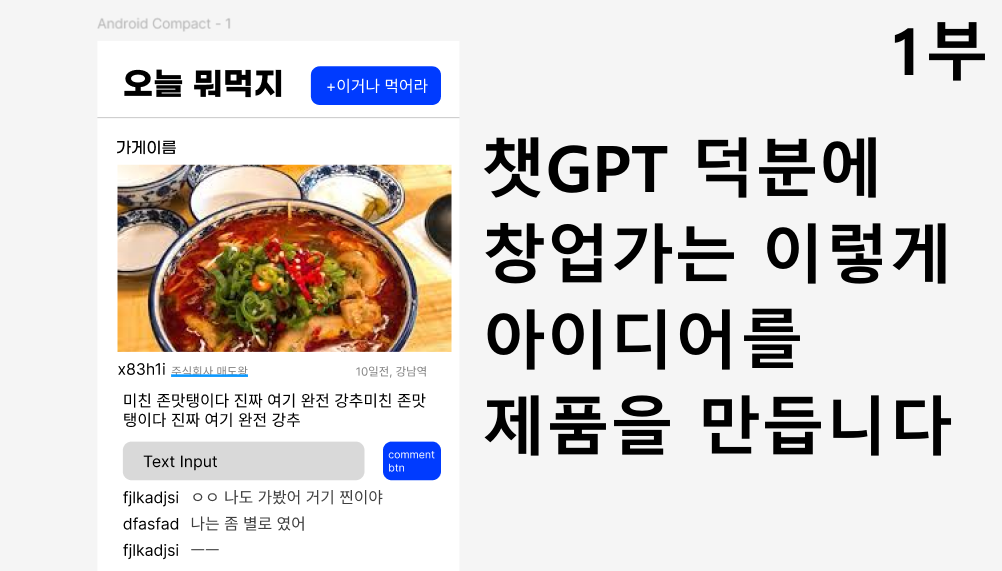 Android Compact - 1
1부
오늘 뭐먹지
+이거나 먹어라
가게이름
챗GPT 덕분에
창업가는 이렇게
아이디어를
제품을 만듭니다
x83h1i 주식회사 매도왕
10일전, 강남역
미친 존맛탱이다 진짜 여기 완전 강추미친 존맛
탱이다 진짜 여기 완전 강추
Text Input
comment
btn
fjlkadjsi ㅇㅇ 나도 가봤어 거기 찐이야
dfasfad 나는 좀 별로 였어
fjlkadjsi ㅡㅡ